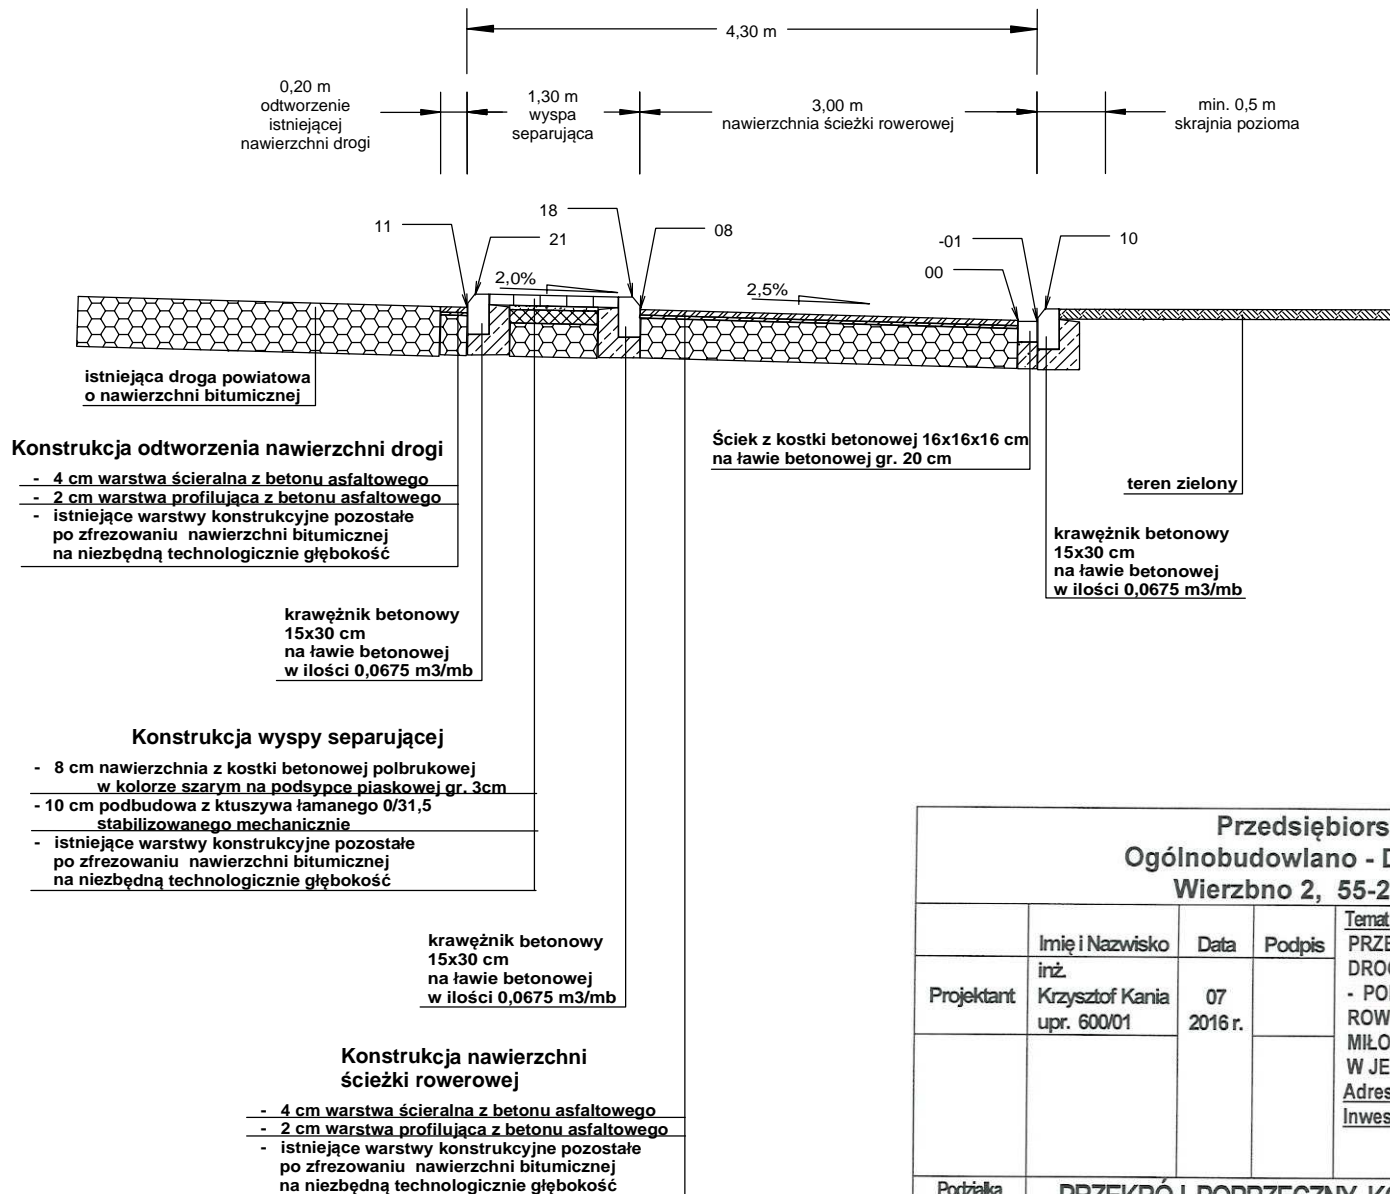 4,30 m
0,20 m
odtworzenie
istniejącej
nawierzchni drogi
1,30 m
wyspa
separująca
3,00 m
nawierzchnia ścieżki rowerowej
min. 0,5 m
skrajnia pozioma
11
21
18
08
-01
00
10
2,0%
2,5%
istniejąca droga powiatowa
o nawierzchni bitumicznej
Konstrukcja odtworzenia nawierzchni drogi
- 4 cm warstwa ścieralna z betonu asfaltowego
- 2 cm warstwa profilująca z betonu asfaltowego
- istniejące warstwy konstrukcyjne pozostałe
po zfrezowaniu nawierzchni bitumicznej
na niezbędną technologicznie głębokość
Ściek z kostki betonowej 16x16x16 cm
na ławie betonowej gr. 20 cm
teren zielony
krawężnik betonowy
15x30 cm
na ławie betonowej
w ilości 0,0675 m3/mb
krawężnik betonowy
15x30 cm
na ławie betonowej
w ilości 0,0675 m3/mb
Konstrukcja wyspy separującej
- 8 cm nawierzchnia z kostki betonowej polbrukowej
w kolorze szarym na podsypce piaskowej gr. 3cm
- 10 cm podbudowa z ktuszywa łamanego 0/31,5
stabilizowanego mechanicznie
- istniejące warstwy konstrukcyjne pozostałe
po zfrezowaniu nawierzchni bitumicznej
na niezbędną technologicznie głębokość
krawężnik betonowy
15x30 cm
na ławie betonowej
w ilości 0,0675 m3/mb
Konstrukcja nawierzchni
ścieżki rowerowej
- 4 cm warstwa ścieralna z betonu asfaltowego
- 2 cm warstwa profilująca z betonu asfaltowego
- istniejące warstwy konstrukcyjne pozostałe
po zfrezowaniu nawierzchni bitumicznej
na niezbędną technologicznie głębokość
Przedsiębiors
Ogólnobudowlano - D
Wierzbno 2, 55-2
Imię i Nazwisko
Data
Podpis
Projektant
inż.
Krzysztof Kania
upr. 600/01
07
2016 r.
Temat
PRZE
DROG
- POD
ROW
MIŁO
W JE
Adres
Inwes
Podziałka
PRZEKRÓJ POPRZECZNY KO